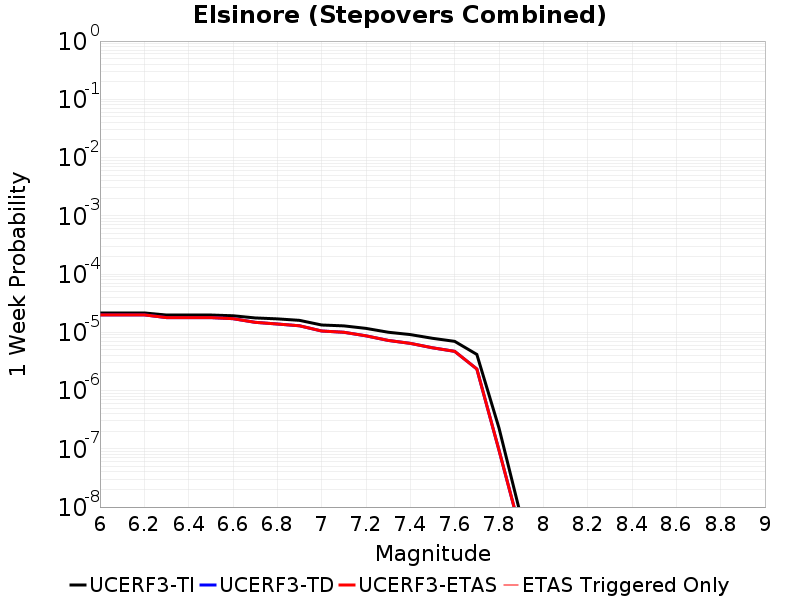 Elsinore (Stepovers Combined)
10^0
10^-1
10^-2
10^-3
10^-4
10^-5
10^-6
10^-7
10^-8
1 Week Probability
6 6.2 6.4 6.6 6.8 7 7.2 7.4 7.6 7.8 8 8.2 8.4 8.6 8.8 9
Magnitude
UCERF3-TI UCERF3-TD UCERF3-ETAS ETAS Triggered Only